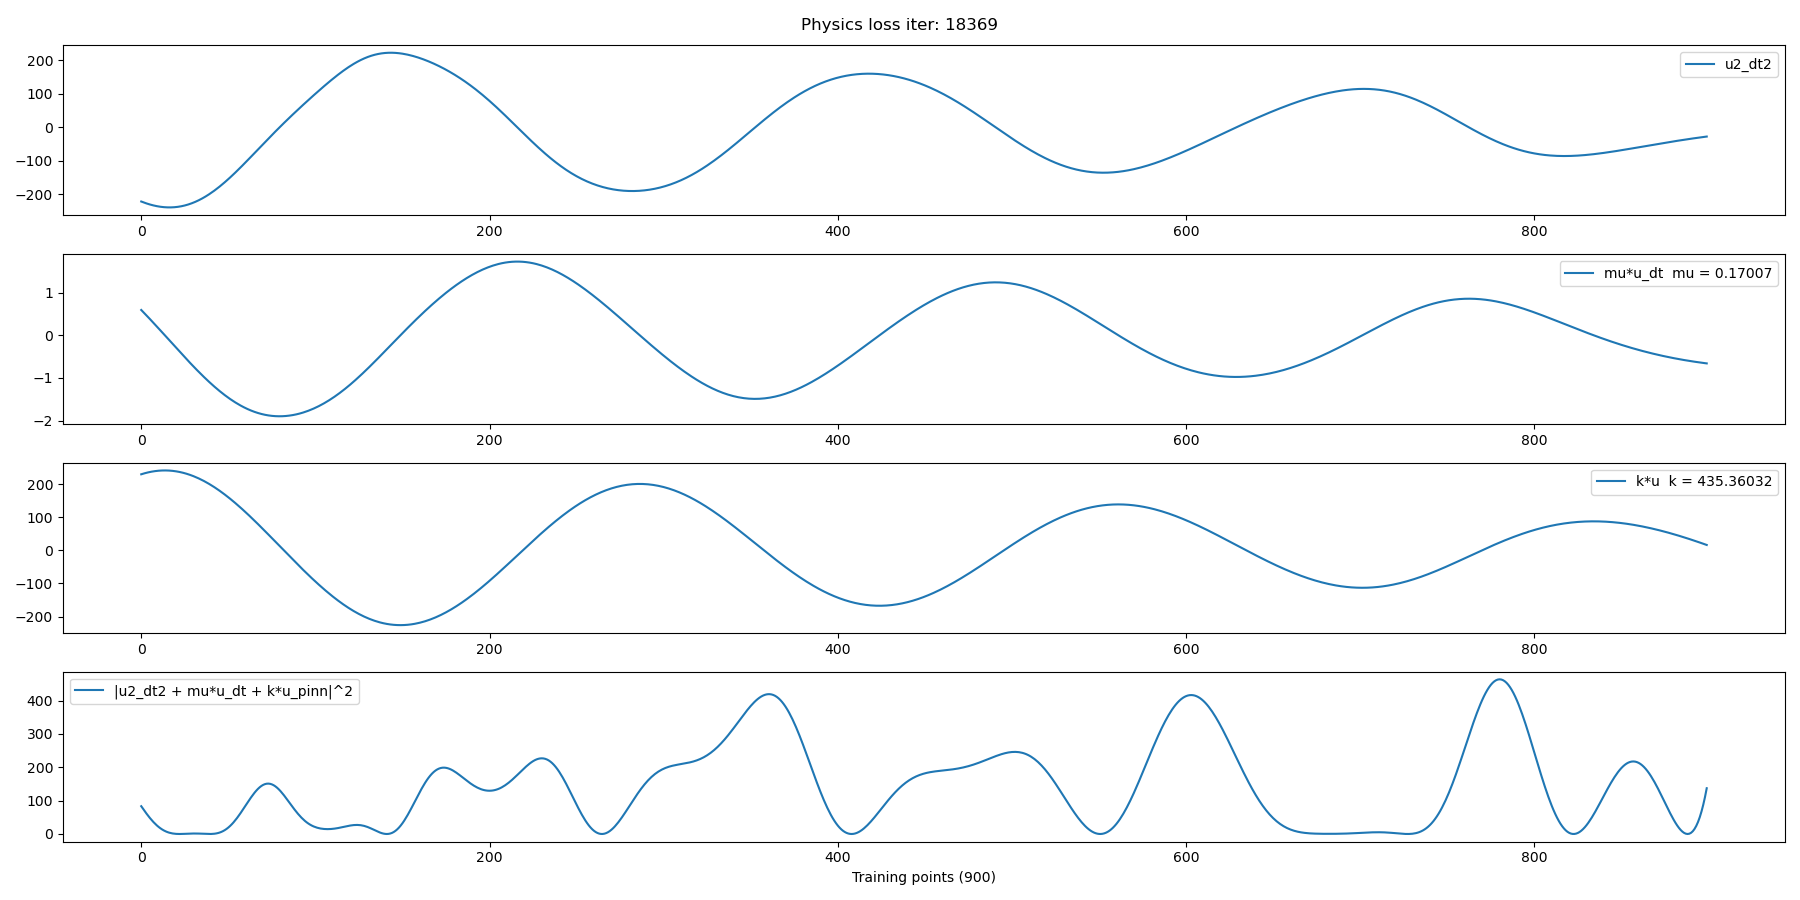 Physics loss iter: 18369
200
100
0
−100
−200
u2_dt2
0 200 400 600 800
1
0
−1
−2
mu*u_dt  mu = 0.17007
0 200 400 600 800
200
100
0
−100
−200
k*u  k = 435.36032
0 200 400 600 800
400
300
200
100
0
|u2_dt2 + mu*u_dt + k*u_pinn|^2
0 200 400 600 800
Training points (900)